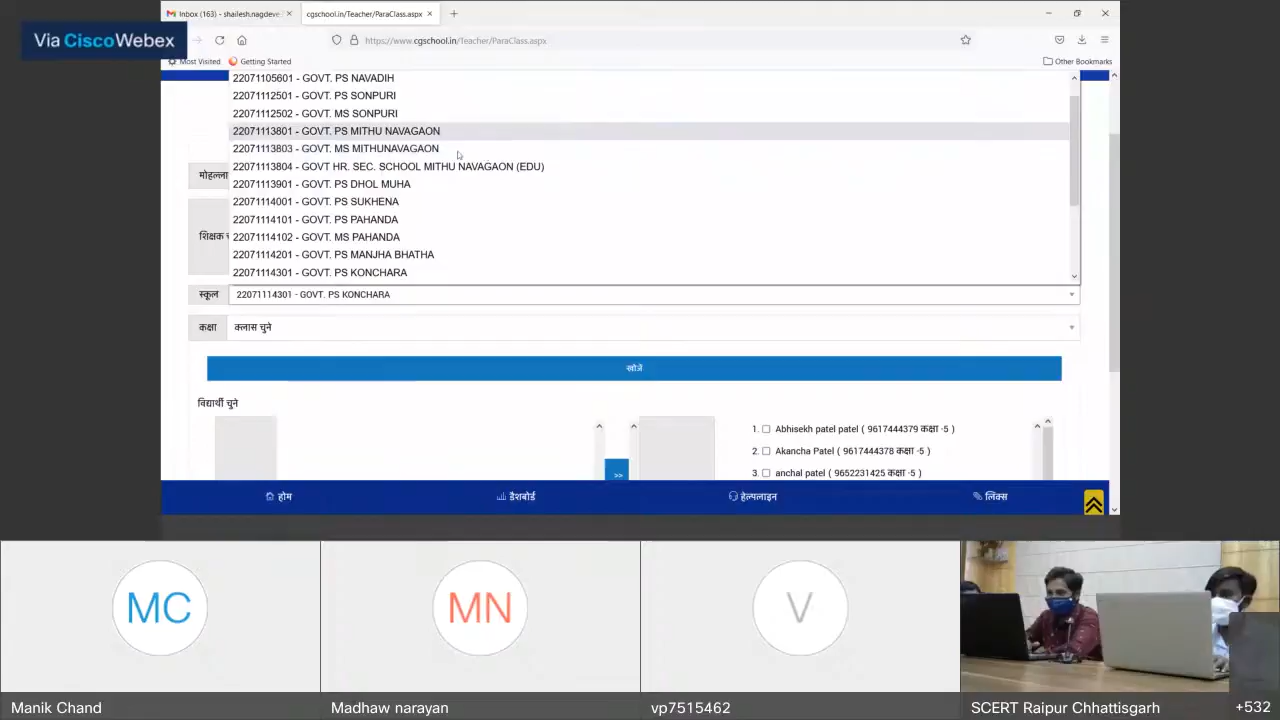 Via CiscoWebex
Inbox (163) - shailesh.nagdeve
cgschool.in/Teacher/ParaClass.aspx
https://www.cgschool.in/Teacher/ParaClass.aspx
Most Visited
Getting Started
Other Bookmarks
22071105601 - GOVT. PS NAVADIH
22071112501 - GOVT. PS SONPURI
22071112502 - GOVT. MS SONPURI
22071113801 - GOVT. PS MITHU NAVAGAON
22071113803 - GOVT. MS MITHUNAVAGAON
22071113804 - GOVT HR. SEC. SCHOOL MITHU NAVAGAON (EDU)
मोहल्ला
22071113901 - GOVT. PS DHOL MUHA
22071114001 - GOVT. PS SUKHENA
22071114101 - GOVT. PS PAHANDA
22071114102 - GOVT. MS PAHANDA
शिक्षक
22071114201 - GOVT. PS MANJHA BHATHA
22071114301 - GOVT. PS KONCHARA
स्कूल
22071114301 - GOVT. PS KONCHARA
कक्षा
क्लास चुने
खोजें
विद्यार्थी चुने
1. Abhisekh patel patel ( 9617444379 कक्षा -5 )
2. Akancha Patel ( 9617444378 कक्षा -5 )
3. anchal patel ( 9652231425 कक्षा -5 )
>>
होम
डैशबोर्ड
हेल्पलाइन
लिंक्स
MC
MN
V
Manik Chand
Madhaw narayan
vp7515462
SCERT Raipur Chhattisgarh
+532